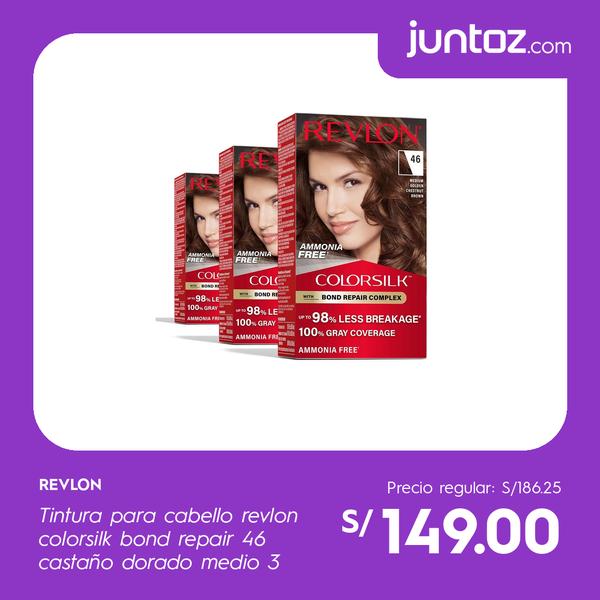 juntoz.com
REVLON
46
MEDIUM
GOLDEN
CHESTNUT
BROWN
AMMONIA
FREE
COLORSILK™
WITH BOND REPAIR COMPLEX
UP TO 98% LESS BREAKAGE*
100% GRAY COVERAGE
AMMONIA FREE
REVLON
Tintura para cabello revlon
colorsilk bond repair 46
castaño dorado medio 3
Precio regular: S/186.25
S/ 149.00